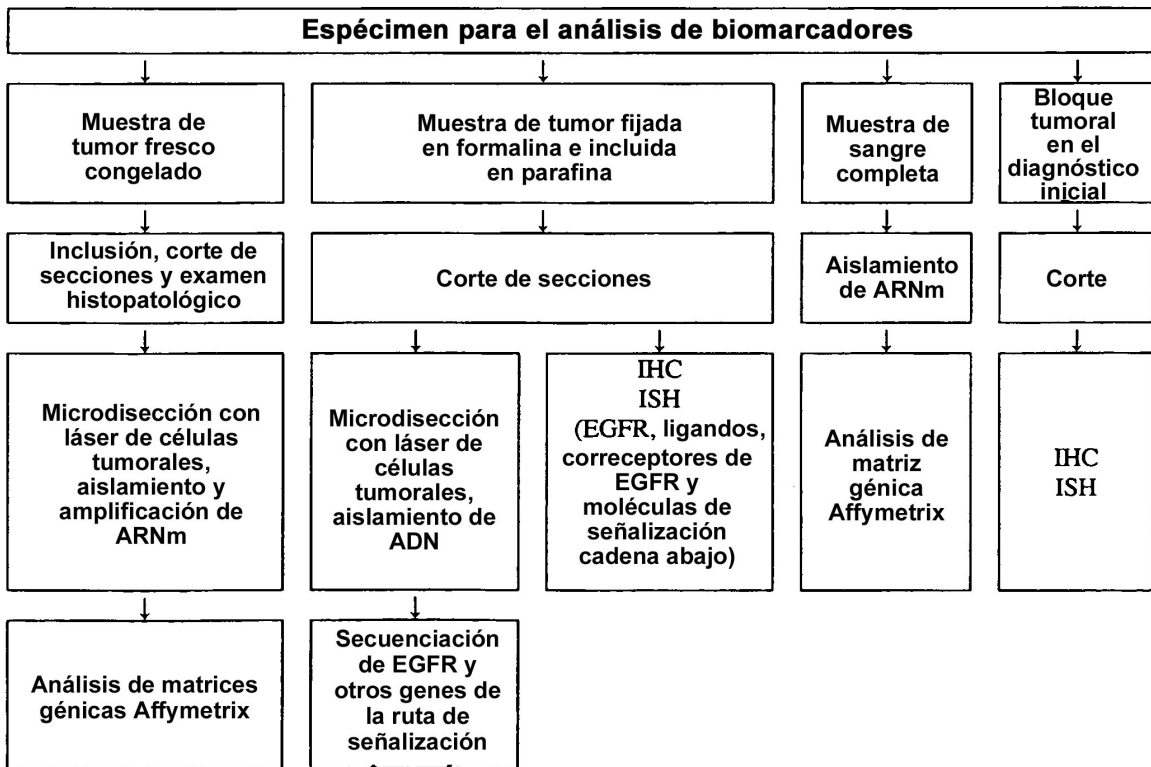 Espécimen para el análisis de biomarcadores
Muestra de
tumor fresco
congelado
Muestra de tumor fijada
en formalina e incluida
en parafina
Muestra de
sangre
completa
Bloque
tumoral
en el
diagnóstico
inicial
Inclusión, corte de
secciones y examen
histopatológico
Corte de secciones
Aislamiento
de ARNm
Corte
Microdisección con
láser de células
tumorales,
aislamiento y
amplificación de
ARNm
Microdisección
con láser de
células
tumorales,
aislamiento de
ADN
IHC
ISH
(EGFR, ligandos,
correceptores de
EGFR y
moléculas de
señalización
cadena abajo)
Análisis de
matriz
génica
Affymetrix
IHC
ISH
Análisis de matrices
génicas Affymetrix
Secuenciación
de EGFR y
otros genes de
la ruta de
señalización